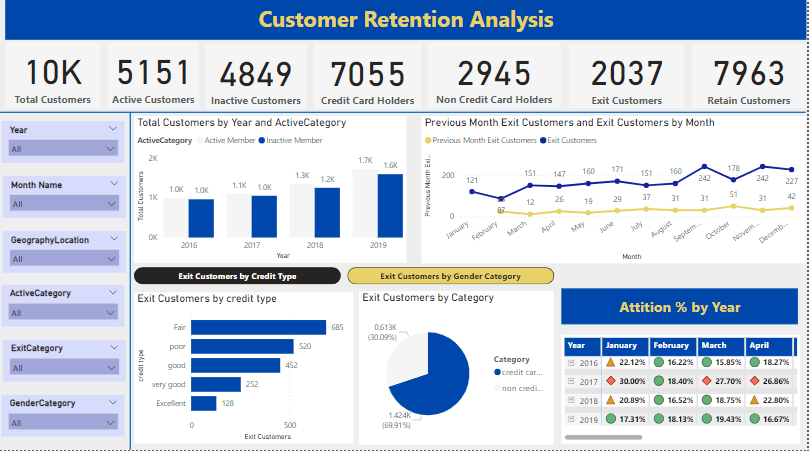 Customer Retention Analysis
10K 5151 4849 7055 2945 2037 7963
Total Customers Active Customers Inactive Customers Credit Card Holders Non Credit Card Holders Exit Customers Retain Customers
Year
All
Month Name
All
GeographyLocation
All
ActiveCategory
All
ExitCategory
All
GenderCategory
All
Total Customers by Year and ActiveCategory
ActiveCategory Active Member Inactive Member
Total Customers
2K
1K
0K
1.0K 1.0K 1.1K 1.0K 1.3K 1.2K 1.7K 1.6K
2016 2017 2018 2019
Year
Previous Month Exit Customers and Exit Customers by Month
Previous Month Exit Customers Exit Customers
Previous Month Exi...
200
0
121 151 147 160 171 151 160 242 178 242 227
12 26 19 29 37 31 31 51 31 42
January February March April May June July August Septem... October Novem... Decemb...
Month
Exit Customers by Credit Type
Exit Customers by Gender Category
Exit Customers by credit type
credit type
Fair 685
poor 520
good 452
very good 252
Excellent 128
0 500
Exit Customers
Exit Customers by Category
0.613K
(30.09%)
1.424K
(69.91%)
Category
credit car...
non credi...
Attition % by Year
Year January February March April
2016 22.12% 16.22% 15.85% 18.27%
2017 30.00% 18.40% 27.70% 26.86%
2018 20.89% 16.52% 18.75% 22.80%
2019 17.31% 18.13% 19.43% 16.67%